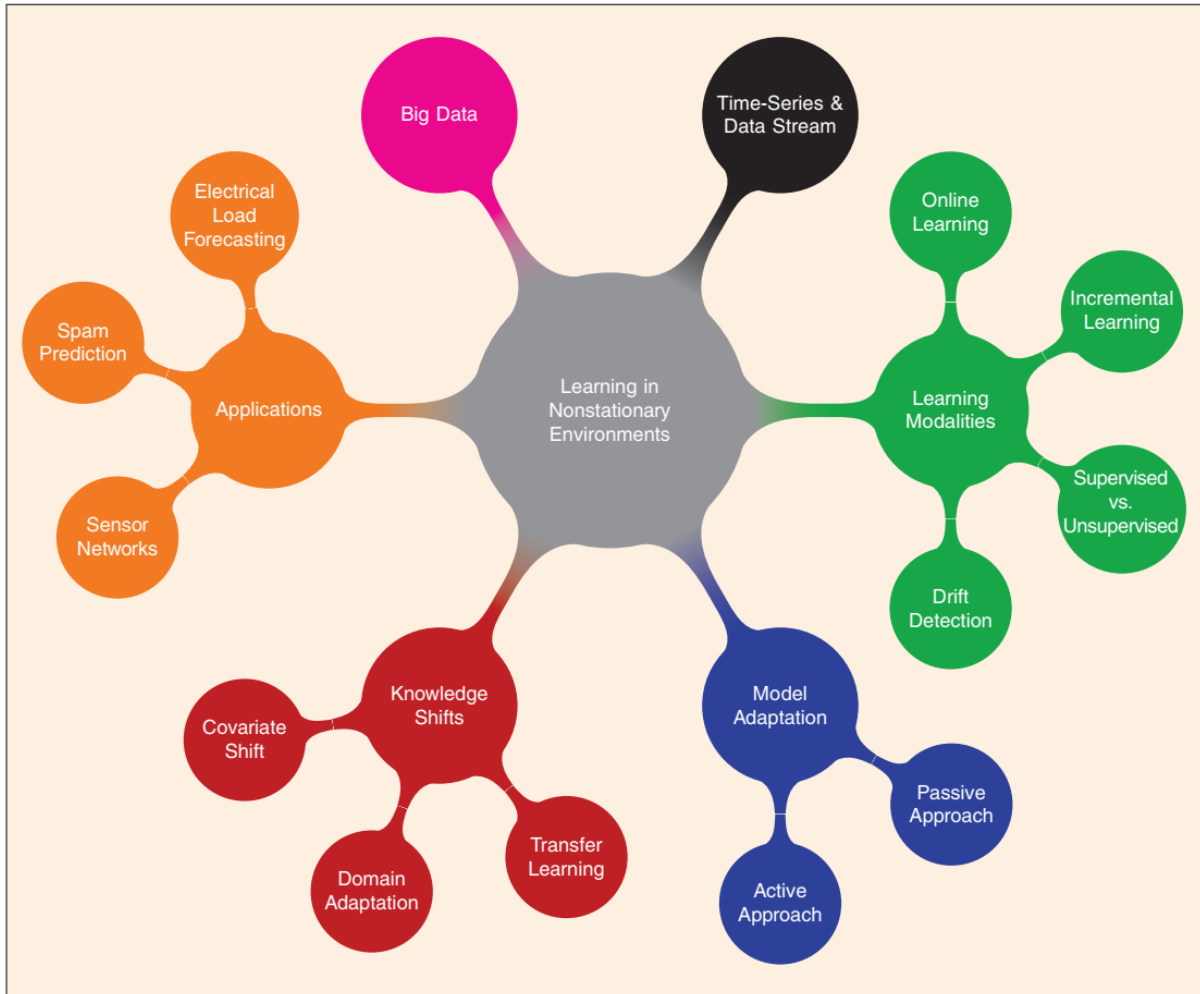 Big Data
Time-Series &
Data Stream
Electrical
Load
Forecasting
Online
Learning
Spam
Prediction
Incremental
Learning
Applications
Learning in
Nonstationary
Environments
Learning
Modalities
Sensor
Networks
Supervised
vs.
Unsupervised
Drift
Detection
Knowledge
Shifts
Model
Adaptation
Covariate
Shift
Passive
Approach
Transfer
Learning
Domain
Adaptation
Active
Approach